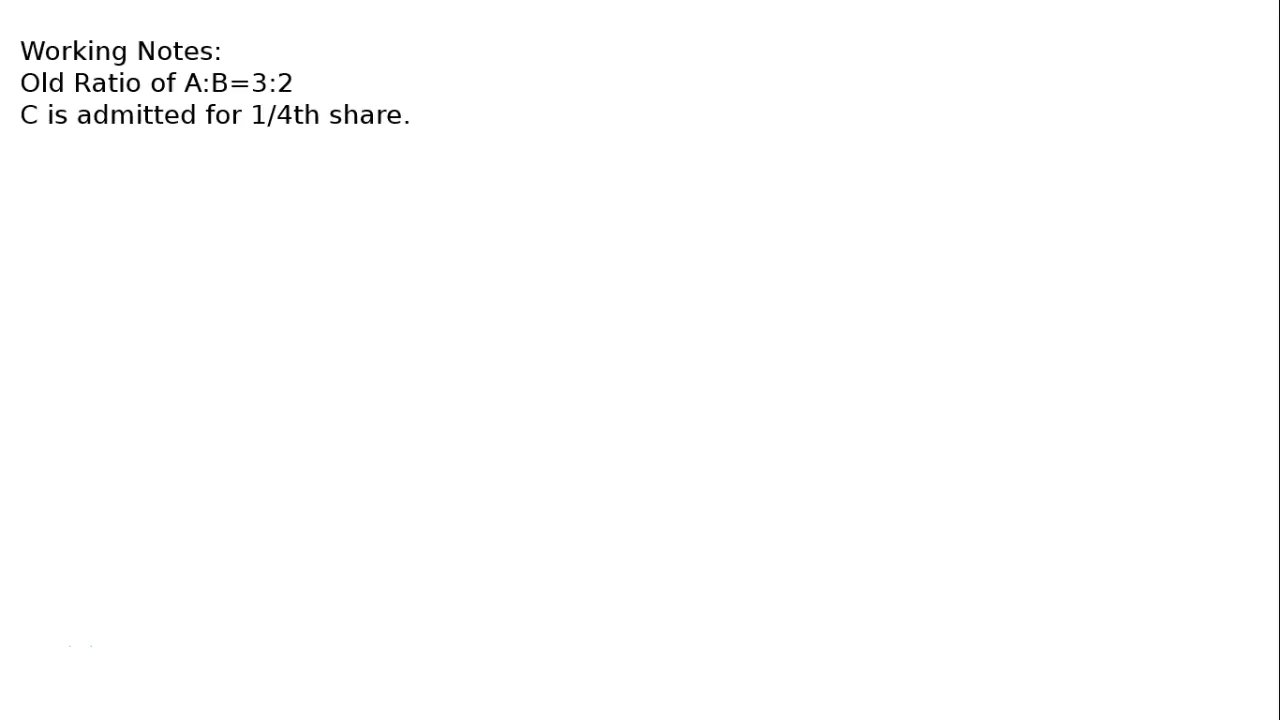 Working Notes:
Old Ratio of A:B=3:2
C is admitted for 1/4th share.